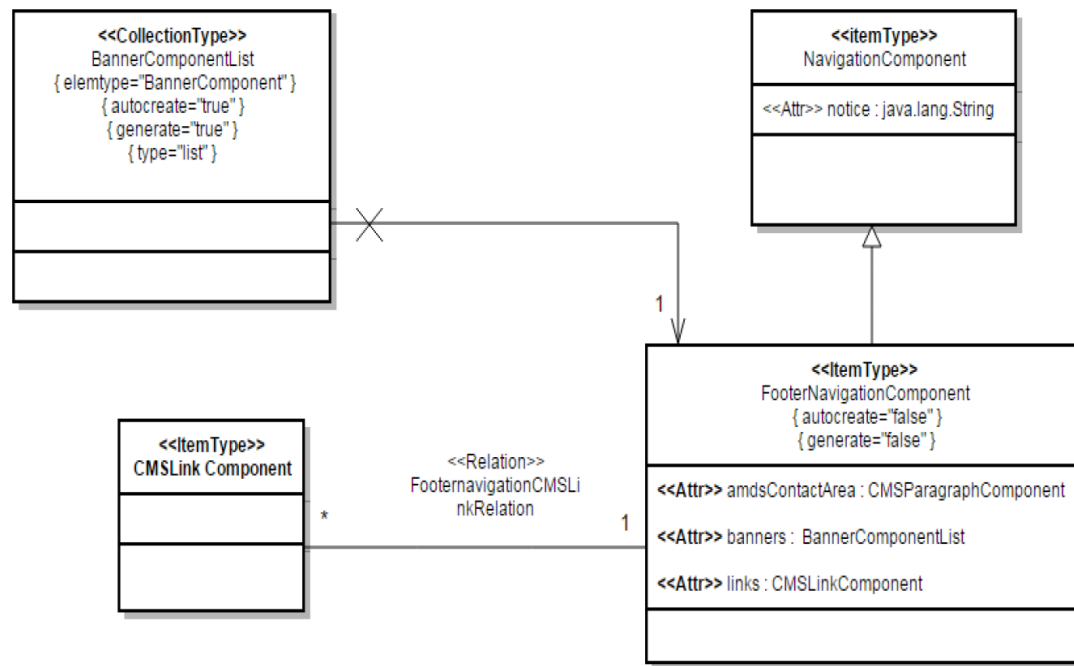 <<CollectionType>>
BannerComponentList
{ elemtype="BannerComponent" }
{ autocreate="true" }
{ generate="true" }
{ type="list" }
<<itemType>>
NavigationComponent
<<Attr>> notice : java.lang.String
1
<<ItemType>>
FooterNavigationComponent
{ autocreate="false" }
{ generate="false" }
<<Attr>> amdsContactArea : CMSParagraphComponent
<<Attr>> banners : BannerComponentList
<<Attr>> links : CMSLinkComponent
<<ItemType>>
CMSLink Component
*
<<Relation>>
FooternavigationCMSLi
nkRelation
1